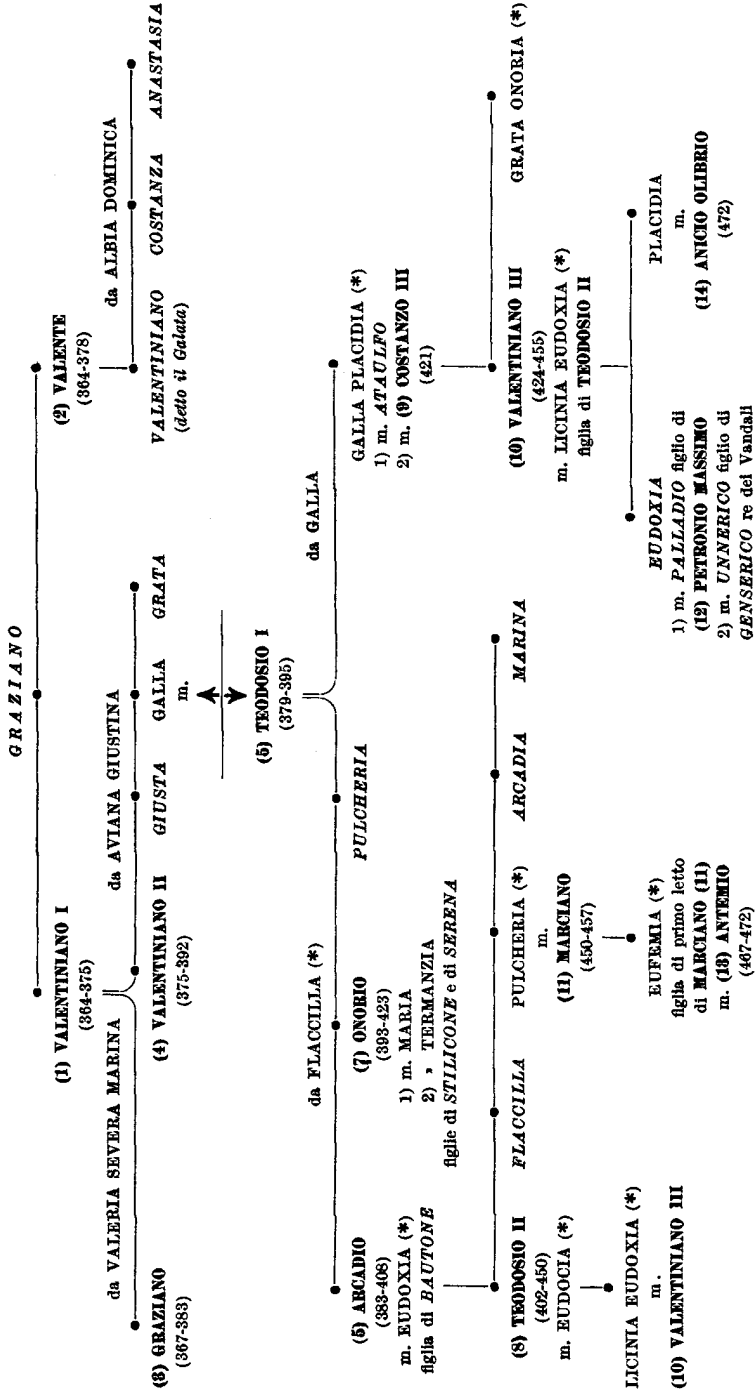 GRAZIANO
(1) VALENTINIANO I
(364-375)
(2) VALENTE
(364-378)
da VALERIA SEVERA MARINA
da AVIANA GIUSTINA
da ALBIA DOMINICA
(3) GRAZIANO
(367-383)
(4) VALENTINIANO II
(375-392)
GIUSTA
GALLA
m.
GRATA
VALENTINIANO
(detto il Galata)
COSTANZA
ANASTASIA
(5) TEODOSIO I
(379-395)
da FLACCILLA (*)
da GALLA
(5) ARCADIO
(383-408)
m. EUDOXIA (*)
figlia di BAUTONE
(7) ONORIO
(393-423)
1) m. MARIA
2) » TERMANZIA
figlie di STILICONE e di SERENA
PULCHERIA
GALLA PLACIDIA (*)
1) m. ATAULFO
2) m. (9) COSTANZO III
(421)
(8) TEODOSIO II
(402-450)
m. EUDOCIA (*)
FLACCILLA
PULCHERIA (*)
m.
(11) MARCIANO
(450-457)
ARCADIA
MARINA
(10) VALENTINIANO III
(424-455)
m. LICINIA EUDOXIA (*)
figlia di TEODOSIO II
GRATA ONORIA (*)
LICINIA EUDOXIA (*)
m.
(10) VALENTINIANO III
EUFEMIA (*)
figlia di primo letto
di MARCIANO (11)
m. (13) ANTEMIO
(467-472)
EUDOXIA
1) m. PALLADIO figlio di
(12) PETRONIO MASSIMO
2) m. UNNERICO figlio di
GENSERICO re dei Vandali
PLACIDIA
m.
(14) ANICIO OLIBRIO
(472)